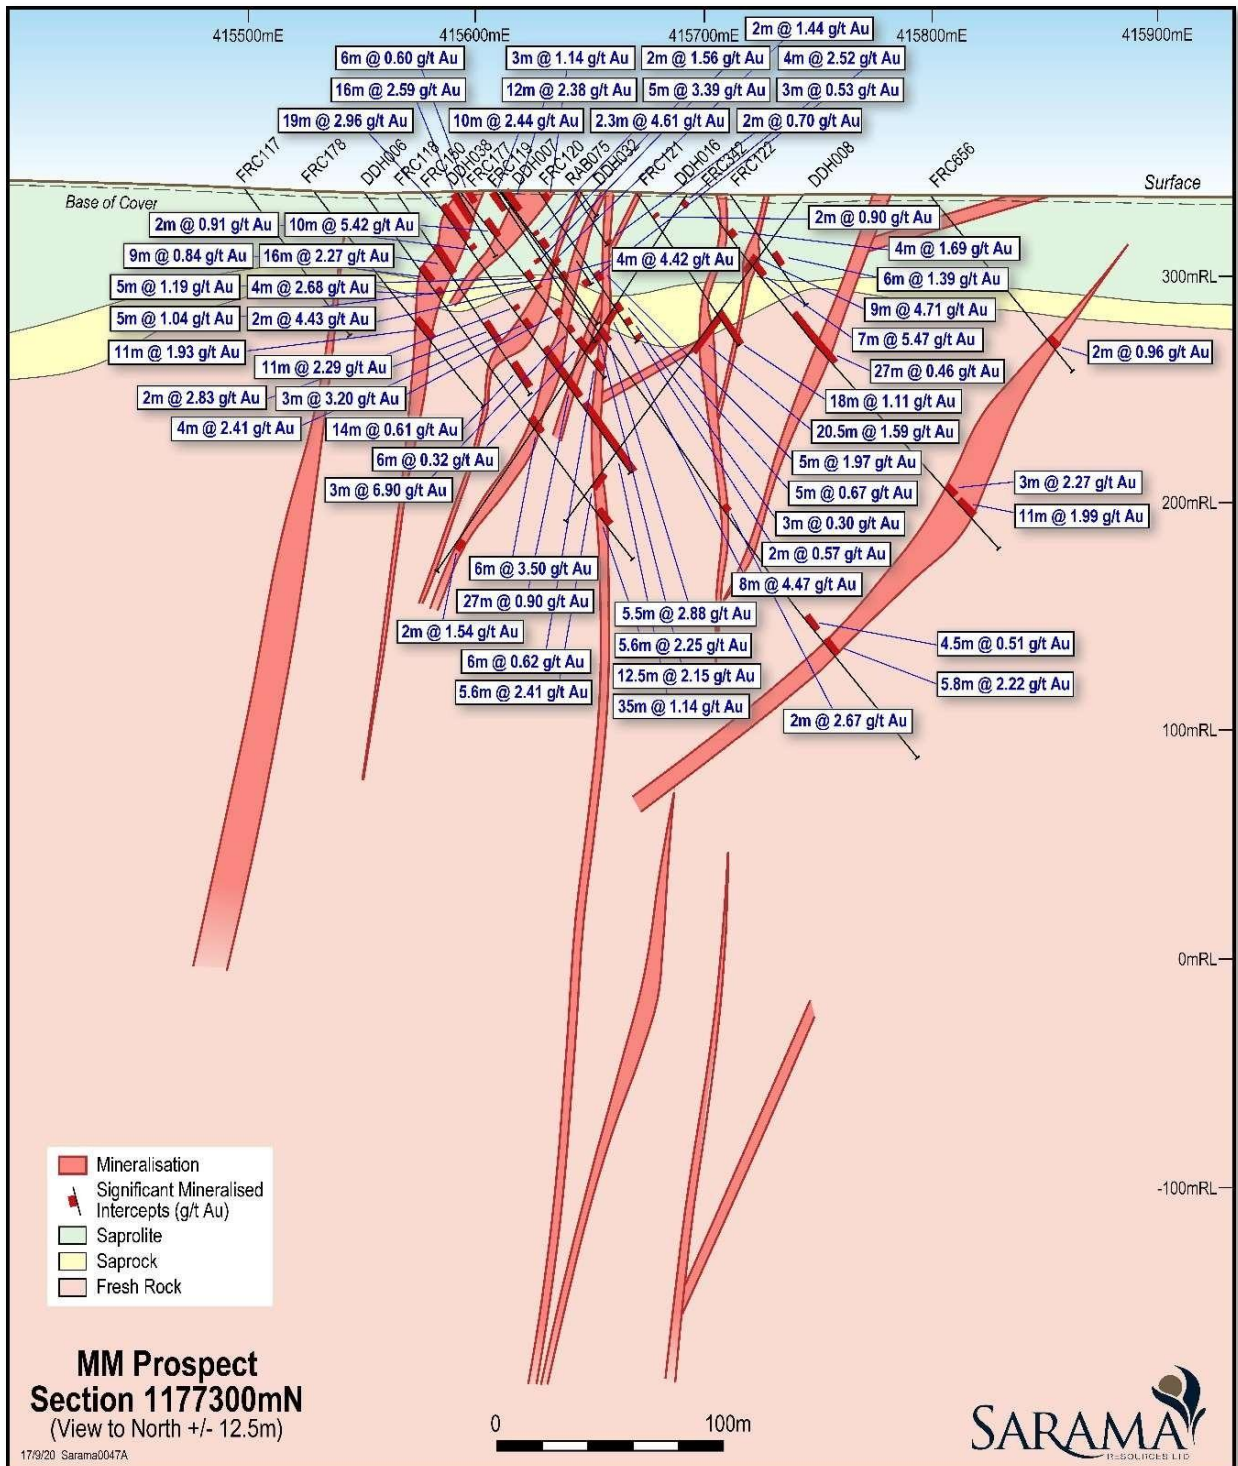 415500mE
415600mE
415700mE
415800mE
415900mE
2m @ 1.44 g/t Au
6m @ 0.60 g/t Au
3m @ 1.14 g/t Au
2m @ 1.56 g/t Au
4m @ 2.52 g/t Au
16m @ 2.59 g/t Au
12m @ 2.38 g/t Au
5m @ 3.39 g/t Au
3m @ 0.53 g/t Au
19m @ 2.96 g/t Au
10m @ 2.44 g/t Au
2.3m @ 4.61 g/t Au
2m @ 0.70 g/t Au
FRC117
FRC178
DDH006
FRC118
FRC180
DDH038
FRC177
FRC119
DDH007
FRC120
RAB075
DDH032
FRC121
DDH016
FRC342
FRC122
DDH008
FRC656
Surface
Base of Cover
2m @ 0.91 g/t Au
10m @ 5.42 g/t Au
2m @ 0.90 g/t Au
9m @ 0.84 g/t Au
16m @ 2.27 g/t Au
4m @ 4.42 g/t Au
4m @ 1.69 g/t Au
300mRL
5m @ 1.19 g/t Au
4m @ 2.68 g/t Au
6m @ 1.39 g/t Au
5m @ 1.04 g/t Au
2m @ 4.43 g/t Au
9m @ 4.71 g/t Au
11m @ 1.93 g/t Au
7m @ 5.47 g/t Au
2m @ 0.96 g/t Au
11m @ 2.29 g/t Au
27m @ 0.46 g/t Au
2m @ 2.83 g/t Au
3m @ 3.20 g/t Au
18m @ 1.11 g/t Au
4m @ 2.41 g/t Au
14m @ 0.61 g/t Au
20.5m @ 1.59 g/t Au
6m @ 0.32 g/t Au
5m @ 1.97 g/t Au
3m @ 6.90 g/t Au
5m @ 0.67 g/t Au
3m @ 2.27 g/t Au
200mRL
11m @ 1.99 g/t Au
3m @ 0.30 g/t Au
2m @ 0.57 g/t Au
6m @ 3.50 g/t Au
8m @ 4.47 g/t Au
27m @ 0.90 g/t Au
5.5m @ 2.88 g/t Au
2m @ 1.54 g/t Au
5.6m @ 2.25 g/t Au
4.5m @ 0.51 g/t Au
6m @ 0.62 g/t Au
12.5m @ 2.15 g/t Au
5.8m @ 2.22 g/t Au
5.6m @ 2.41 g/t Au
35m @ 1.14 g/t Au
2m @ 2.67 g/t Au
100mRL
0mRL
-100mRL
Mineralisation
Significant Mineralised
Intercepts (g/t Au)
Saprolite
Saprock
Fresh Rock
MM Prospect
Section 1177300mN
(View to North +/- 12.5m)
17/9/20 Sarama0047A
0
100m
SARAMA
RESOURCES LTD